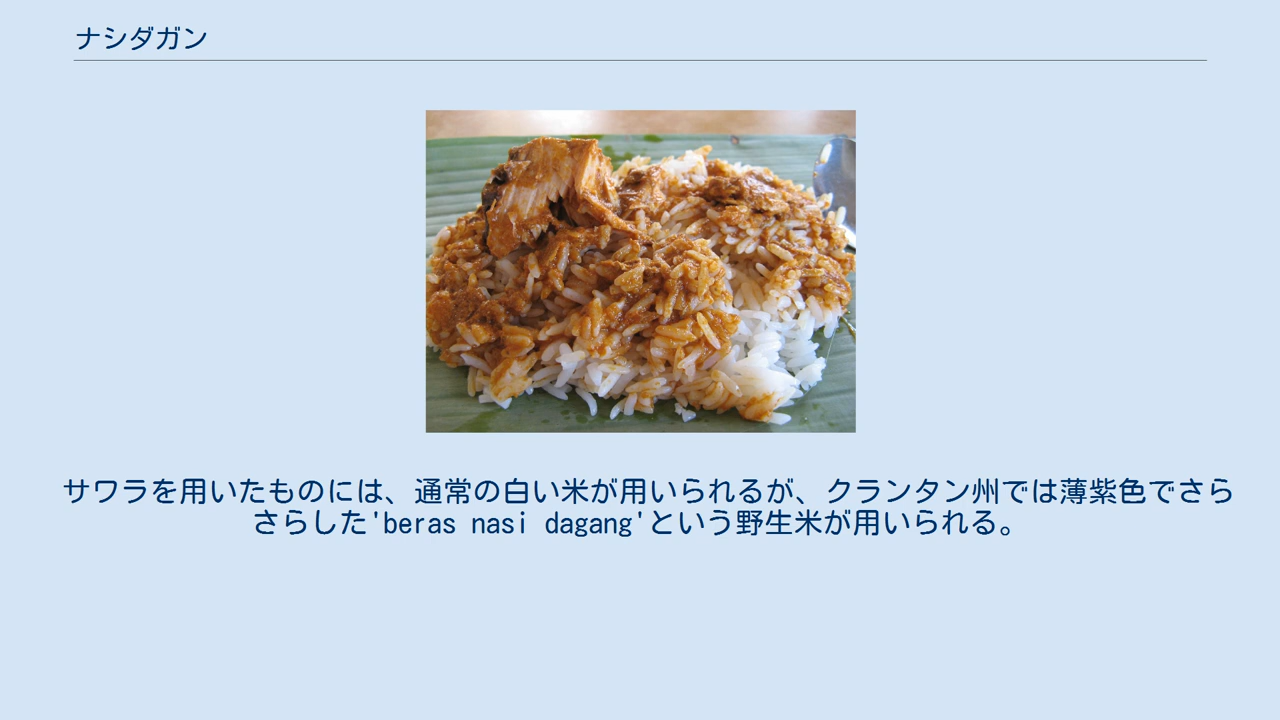 ナシダガン
サワラを用いたものには、通常の白い米が用いられるが、クランタン州では薄紫色でさら
さらした'beras nasi dagang'という野生米が用いられる。